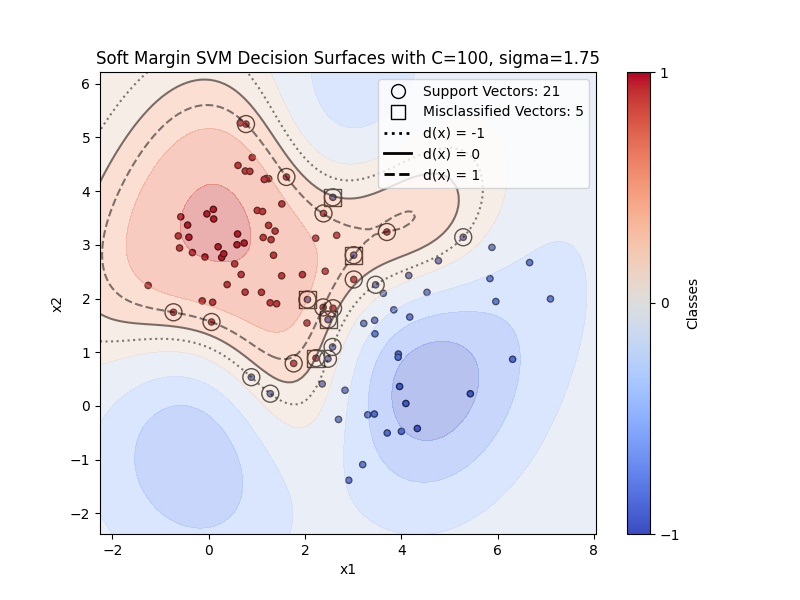 Soft Margin SVM Decision Surfaces with C=100, sigma=1.75
Support Vectors: 21
Misclassified Vectors: 5
d(x) = -1
d(x) = 0
d(x) = 1
6
5
4
3
2
1
0
−1
−2
x2
−2
0
2
4
6
8
x1
1
0
−1
Classes